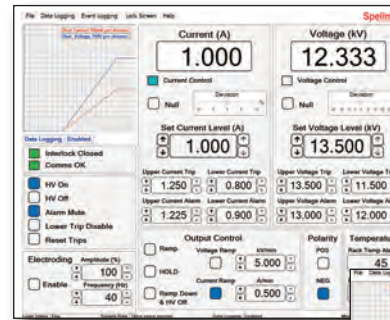 File Data Logging Event Logging Lock Screen Help
Spellm
Current (A)
1.000
Current Control
Null
Deviation
%
Set Current Level (A)
1.000
Upper Current Trip Lower Current Trip
1.250 0.800
Upper Current Alarm Lower Current Alarm
1.225 0.900
Voltage (kV)
12.333
Voltage Control
Null
Deviation
Set Voltage Level (kV)
13.500
Upper Voltage Trip Lower Voltage Tr
13.500 11.500
Upper Voltage Alarm Lower Voltage Alarm
13.000 12.000
Data Logging : Enabled
Interlock Closed
Comms OK
HV On
HV Off
Alarm Mute
Lower Trip Disable
Reset Trips
Electroding Amplitude (%)
100
Enable Frequency (Hz)
40
Output Control
Ramp Voltage Ramp kV/min
5.000
HOLD
Current Ramp A/min
Ramp Down & HV Off
0.500
Polarity
POS
NEG
Temperatu
Rack Temp Ala
45
File Data Log